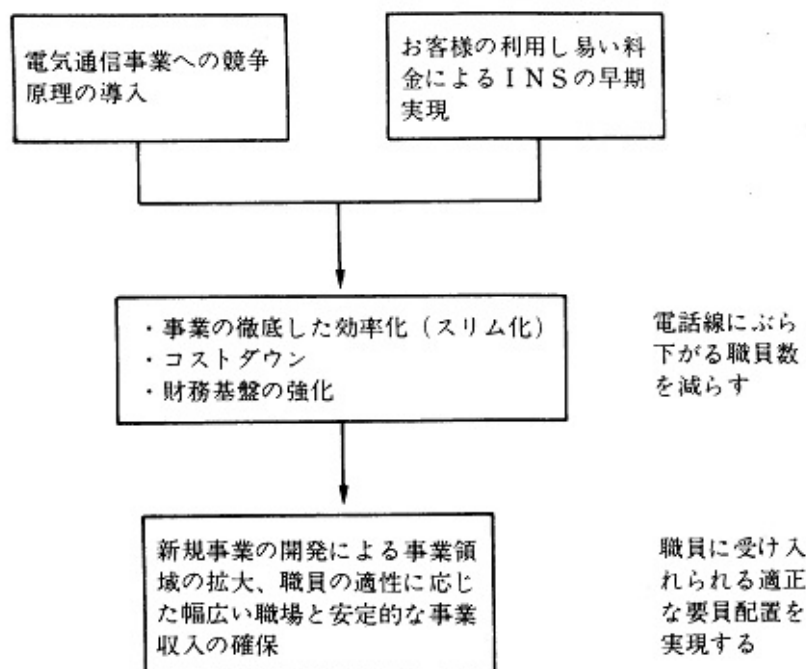 電気通信事業への競争
原理の導入
お客様の利用し易い料
金によるＩＮＳの早期
実現
・事業の徹底した効率化（スリム化）
・コストダウン
・財務基盤の強化
電話線にぶら
下がる職員数
を減らす
新規事業の開発による事業領
域の拡大、職員の適性に応じ
た幅広い職場と安定的な事業
収入の確保
職員に受け入
れられる適正
な要員配置を
実現する